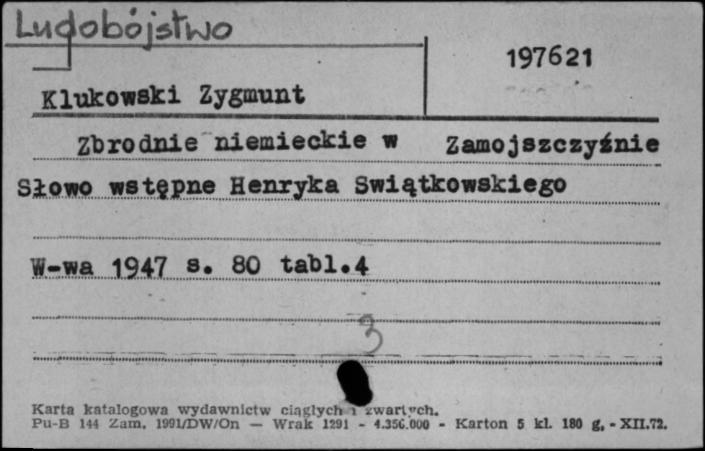 Ludobójstwo
197621
Klukowski Zygmunt
Zbrodnie niemieckie w Zamojszczyźnie
Słowo wstępne Henryka Swiątkowskiego
W-wa 1947 s. 80 tabl.4
3
Karta katalogowa wydawnictw ciągłych i zwartych.
Pu-B 144 Zam. 1991/DW/On — Wrak 1291 - 4.356.000 - Karton 5 kl. 180 g. - XII.72.